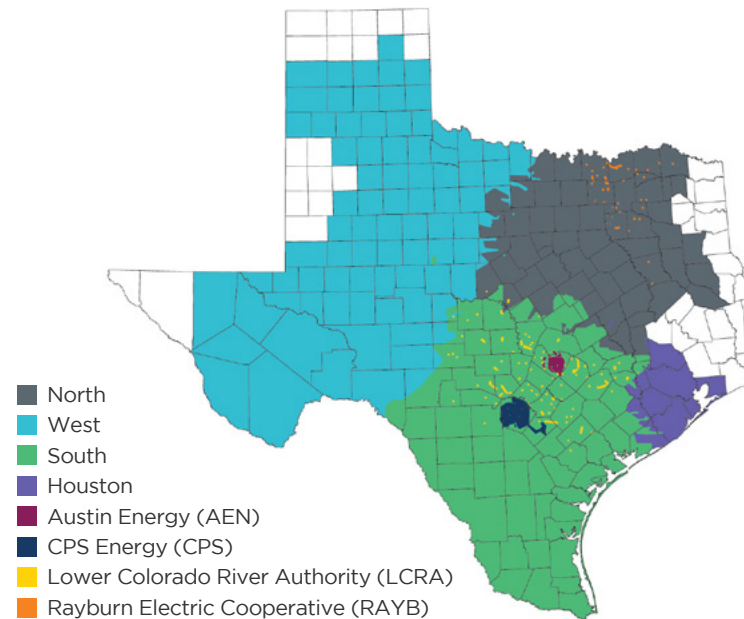 North
West
South
Houston
Austin Energy (AEN)
CPS Energy (CPS)
Lower Colorado River Authority (LCRA)
Rayburn Electric Cooperative (RAYB)